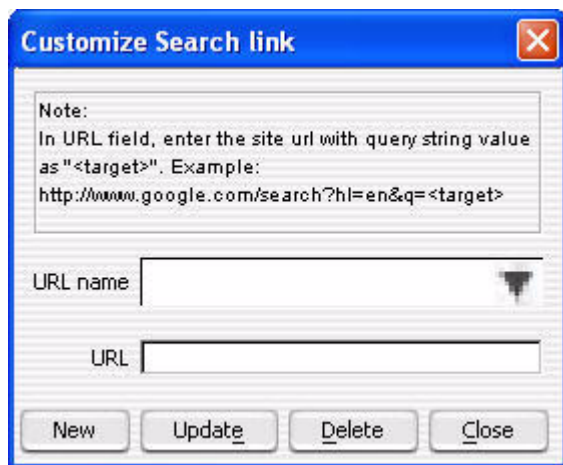 Customize Search link
Note:
In URL field, enter the site url with query string value
as "<target>". Example:
http://www.google.com/search?hl=en&q=<target>
URL name
URL
New Update Delete Close